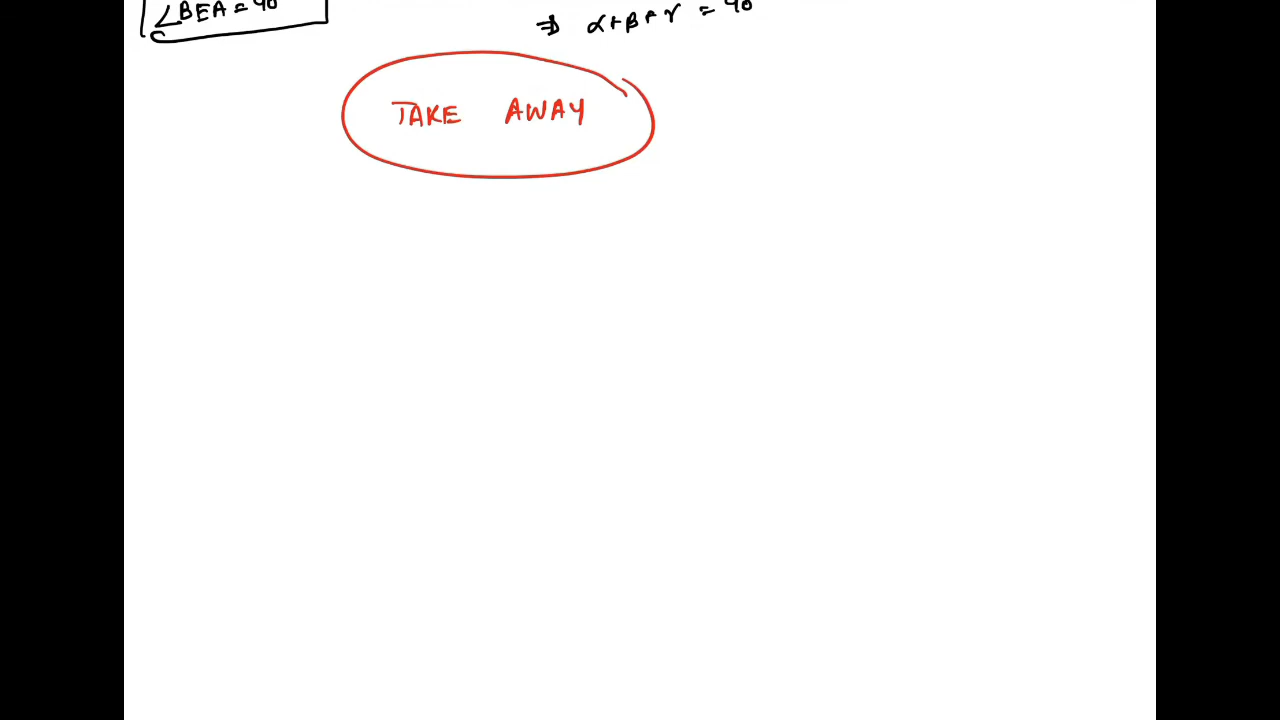 ∠BEA = 90
⇒ α+β+γ = 90
TAKE AWAY